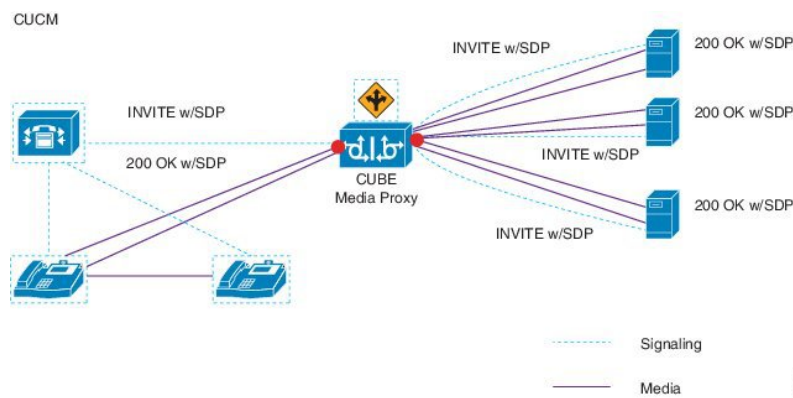 CUCM
INVITE w/SDP
200 OK w/SDP
INVITE w/SDP
200 OK w/SDP
200 OK w/SDP
INVITE w/SDP
CUBE
Media Proxy
200 OK w/SDP
INVITE w/SDP
Signaling
Media